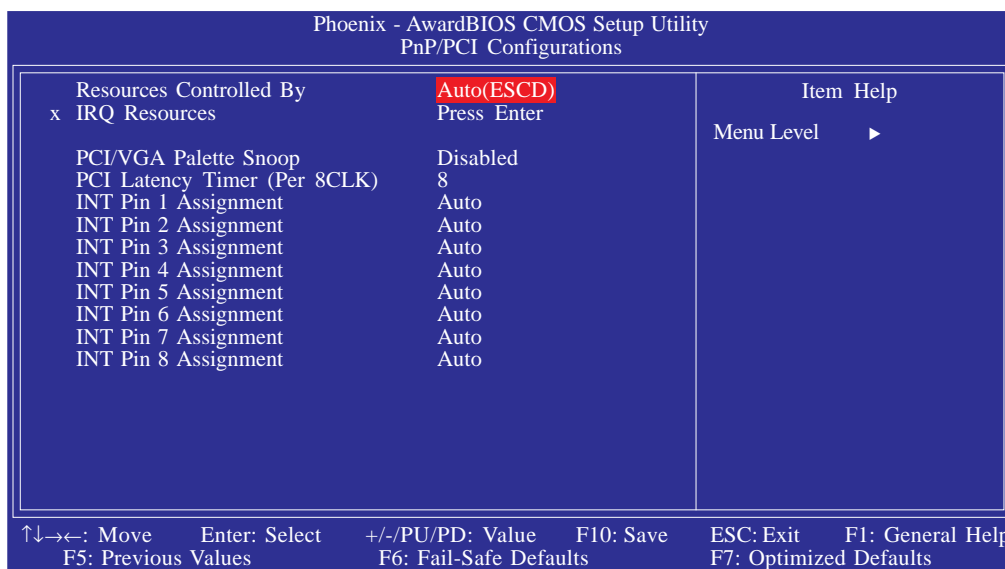 Phoenix - AwardBIOS CMOS Setup Utility
PnP/PCI Configurations
Resources Controlled By Auto(ESCD)
x IRQ Resources Press Enter
PCI/VGA Palette Snoop Disabled
PCI Latency Timer (Per 8CLK) 8
INT Pin 1 Assignment Auto
INT Pin 2 Assignment Auto
INT Pin 3 Assignment Auto
INT Pin 4 Assignment Auto
INT Pin 5 Assignment Auto
INT Pin 6 Assignment Auto
INT Pin 7 Assignment Auto
INT Pin 8 Assignment Auto
Item Help
Menu Level ▶
↑↓→←: Move Enter: Select +/-/PU/PD: Value F10: Save ESC: Exit F1: General Help
F5: Previous Values F6: Fail-Safe Defaults F7: Optimized Defaults